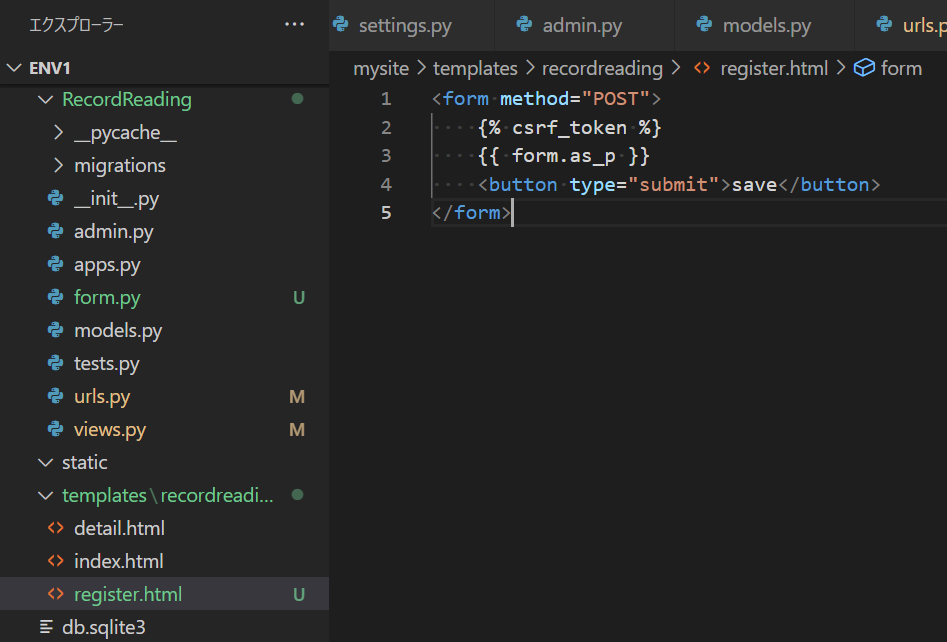 エクスプローラー ···
settings.py admin.py models.py urls.p
ENV1
mysite > templates > recordreading > register.html > form
RecordReading
__pycache__
migrations
__init__.py
admin.py
apps.py
form.py U
models.py
tests.py
urls.py M
views.py M
static
templates\recordreadi...
detail.html
index.html
register.html U
db.sqlite3
1 <form method="POST">
2 {% csrf_token %}
3 {{ form.as_p }}
4 <button type="submit">save</button>
5 </form>